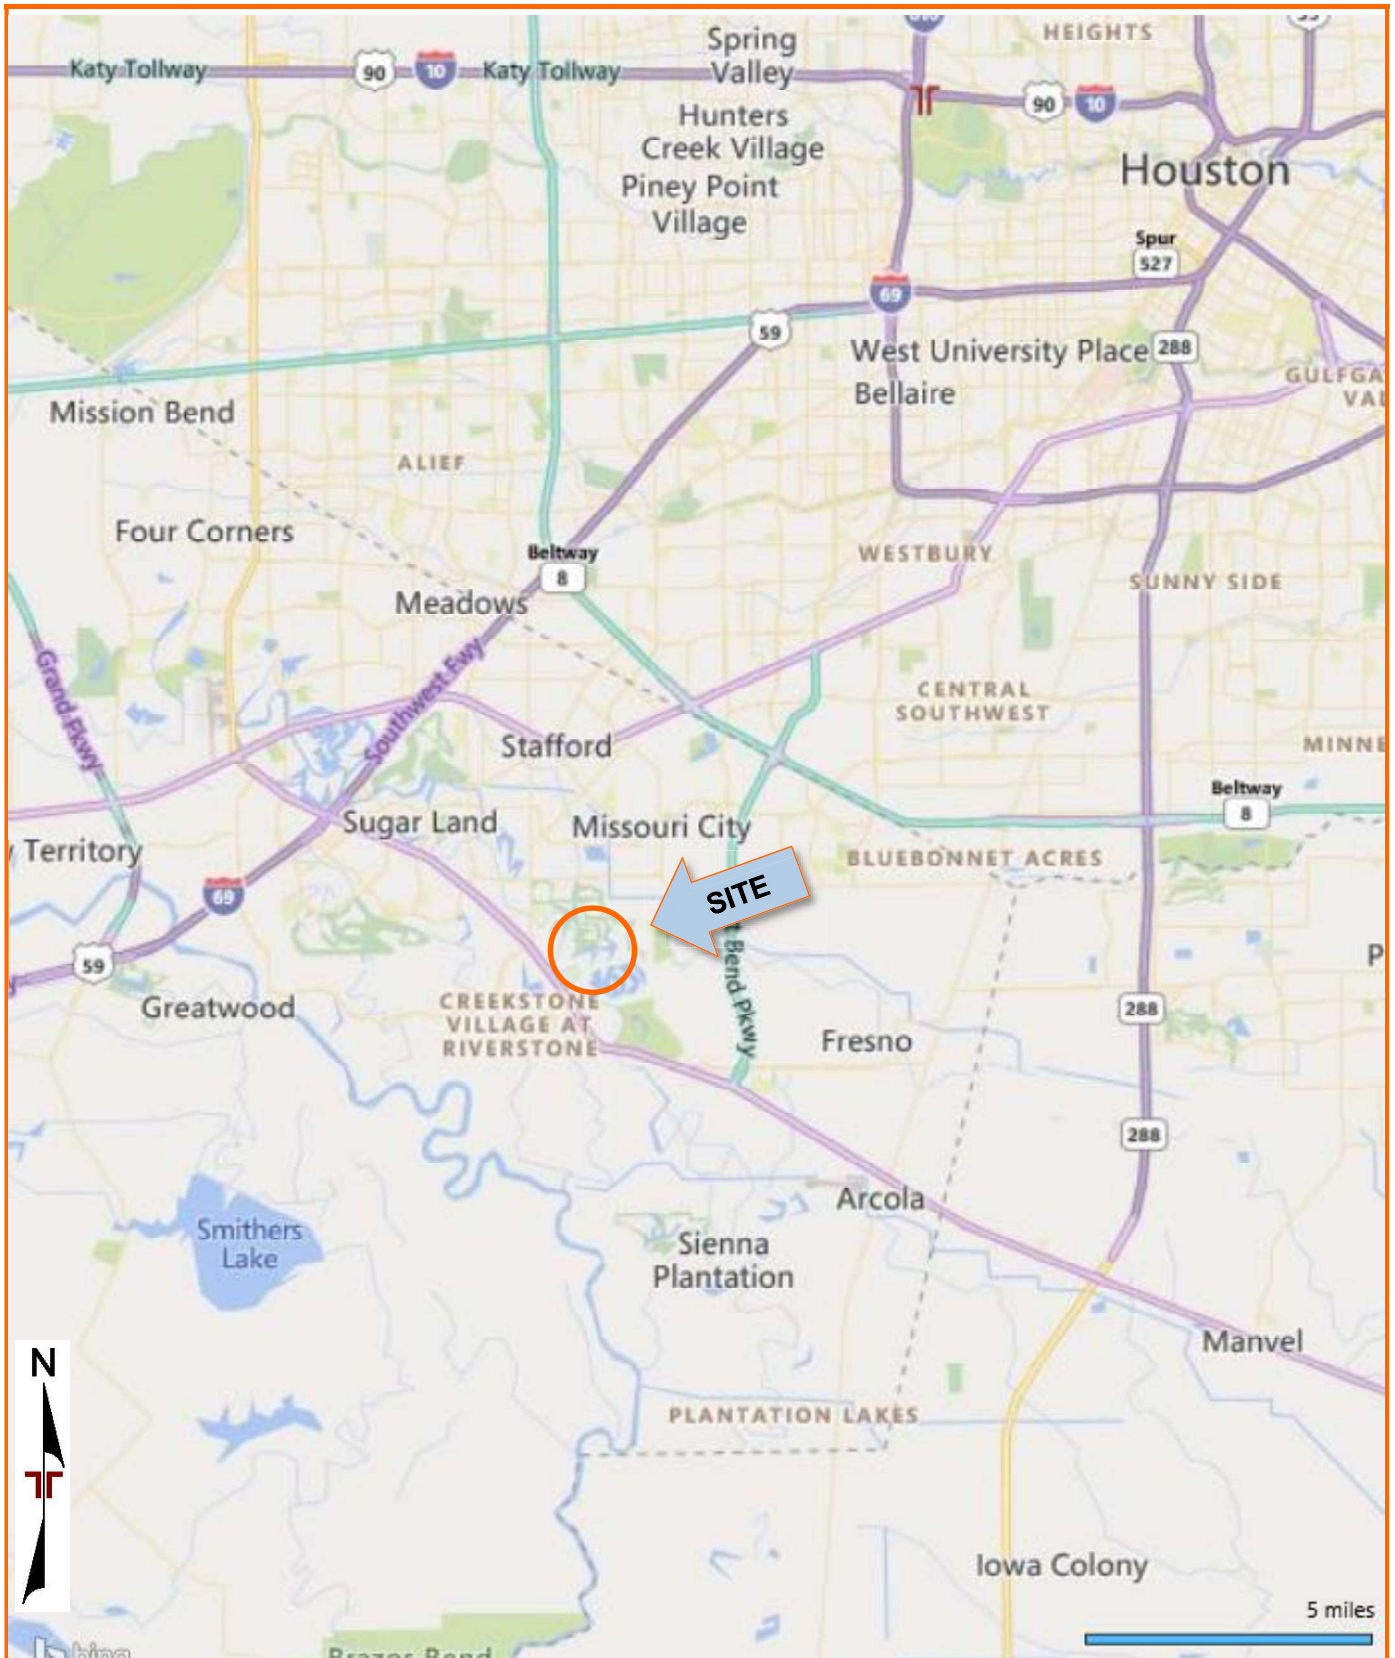 HEIGHTS
Spring
Valley
Katy Tollway
90
10
Katy Tollway
90
10
Hunters
Creek Village
Houston
Piney Point
Village
Spur
527
69
59
West University Place
288
Bellaire
Mission Bend
ALIEF
Four Corners
Beltway
8
WESTBURY
SUNNY SIDE
Meadows
Grand Pkwy
Southwest Fwy
CENTRAL
SOUTHWEST
Stafford
MINNE
Beltway
8
Sugar Land
Missouri City
Territory
BLUEBONNET ACRES
SITE
69
59
t Bend Pkwy
P
Greatwood
CREEKSTONE
VILLAGE AT
RIVERSTONE
288
Fresno
288
Arcola
Smithers
Lake
Sienna
Plantation
N
Manvel
PLANTATION LAKES
Iowa Colony
5 miles
bing
Brazos Bend